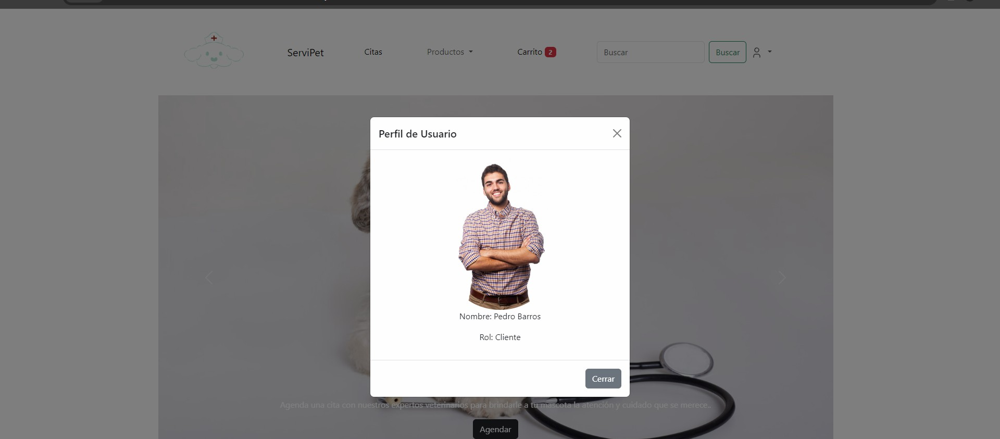 ServiPet
Citas
Productos
Carrito 2
Buscar
Buscar
Perfil de Usuario
Nombre: Pedro Barros
Rol: Cliente
Cerrar
Agenda una cita con nuestros expertos veterinarios para brindarle a tu mascota la atención y cuidado que se merece..
Agendar